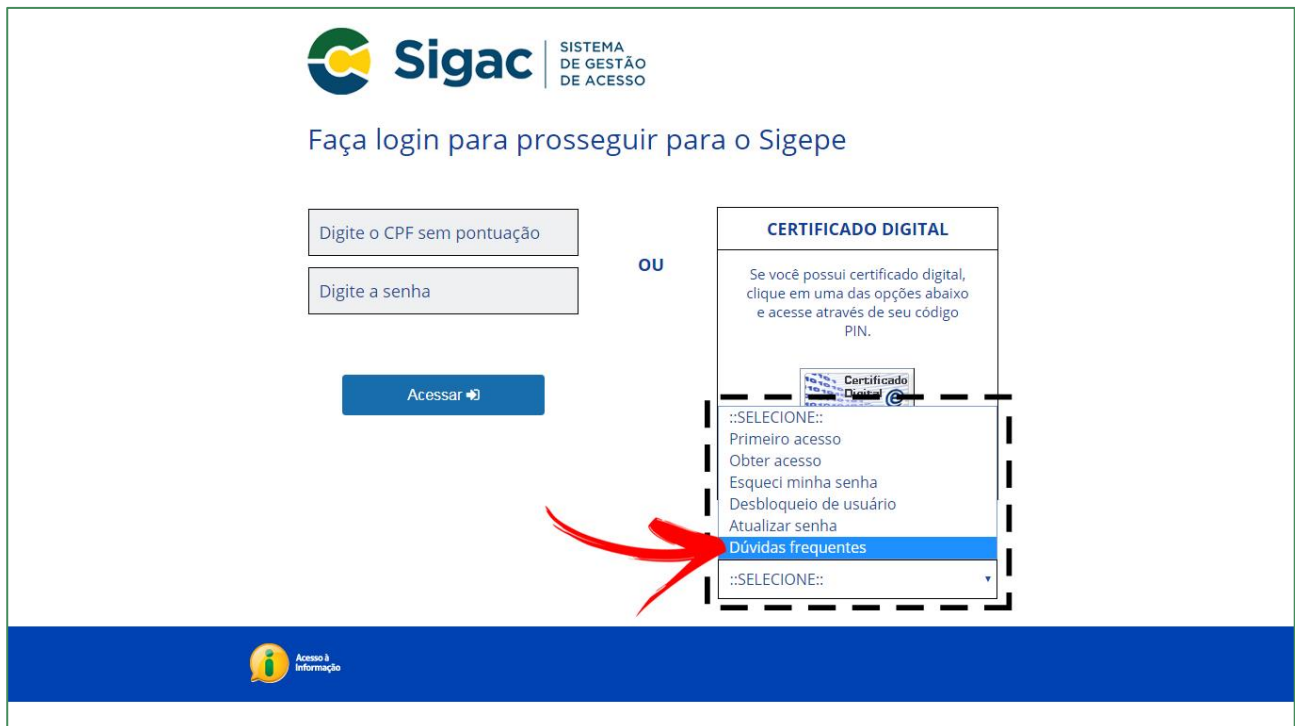 Sigac
SISTEMA
DE GESTÃO
DE ACESSO
Faça login para prosseguir para o Sigepe
Digite o CPF sem pontuação
Digite a senha
Acessar
OU
CERTIFICADO DIGITAL
Se você possui certificado digital,
clique em uma das opções abaixo
e acesse através de seu código
PIN.
Certificado
Digital
::SELECIONE::
Primeiro acesso
Obter acesso
Esqueci minha senha
Desbloqueio de usuário
Atualizar senha
Dúvidas frequentes
::SELECIONE::
Acesso à
Informação